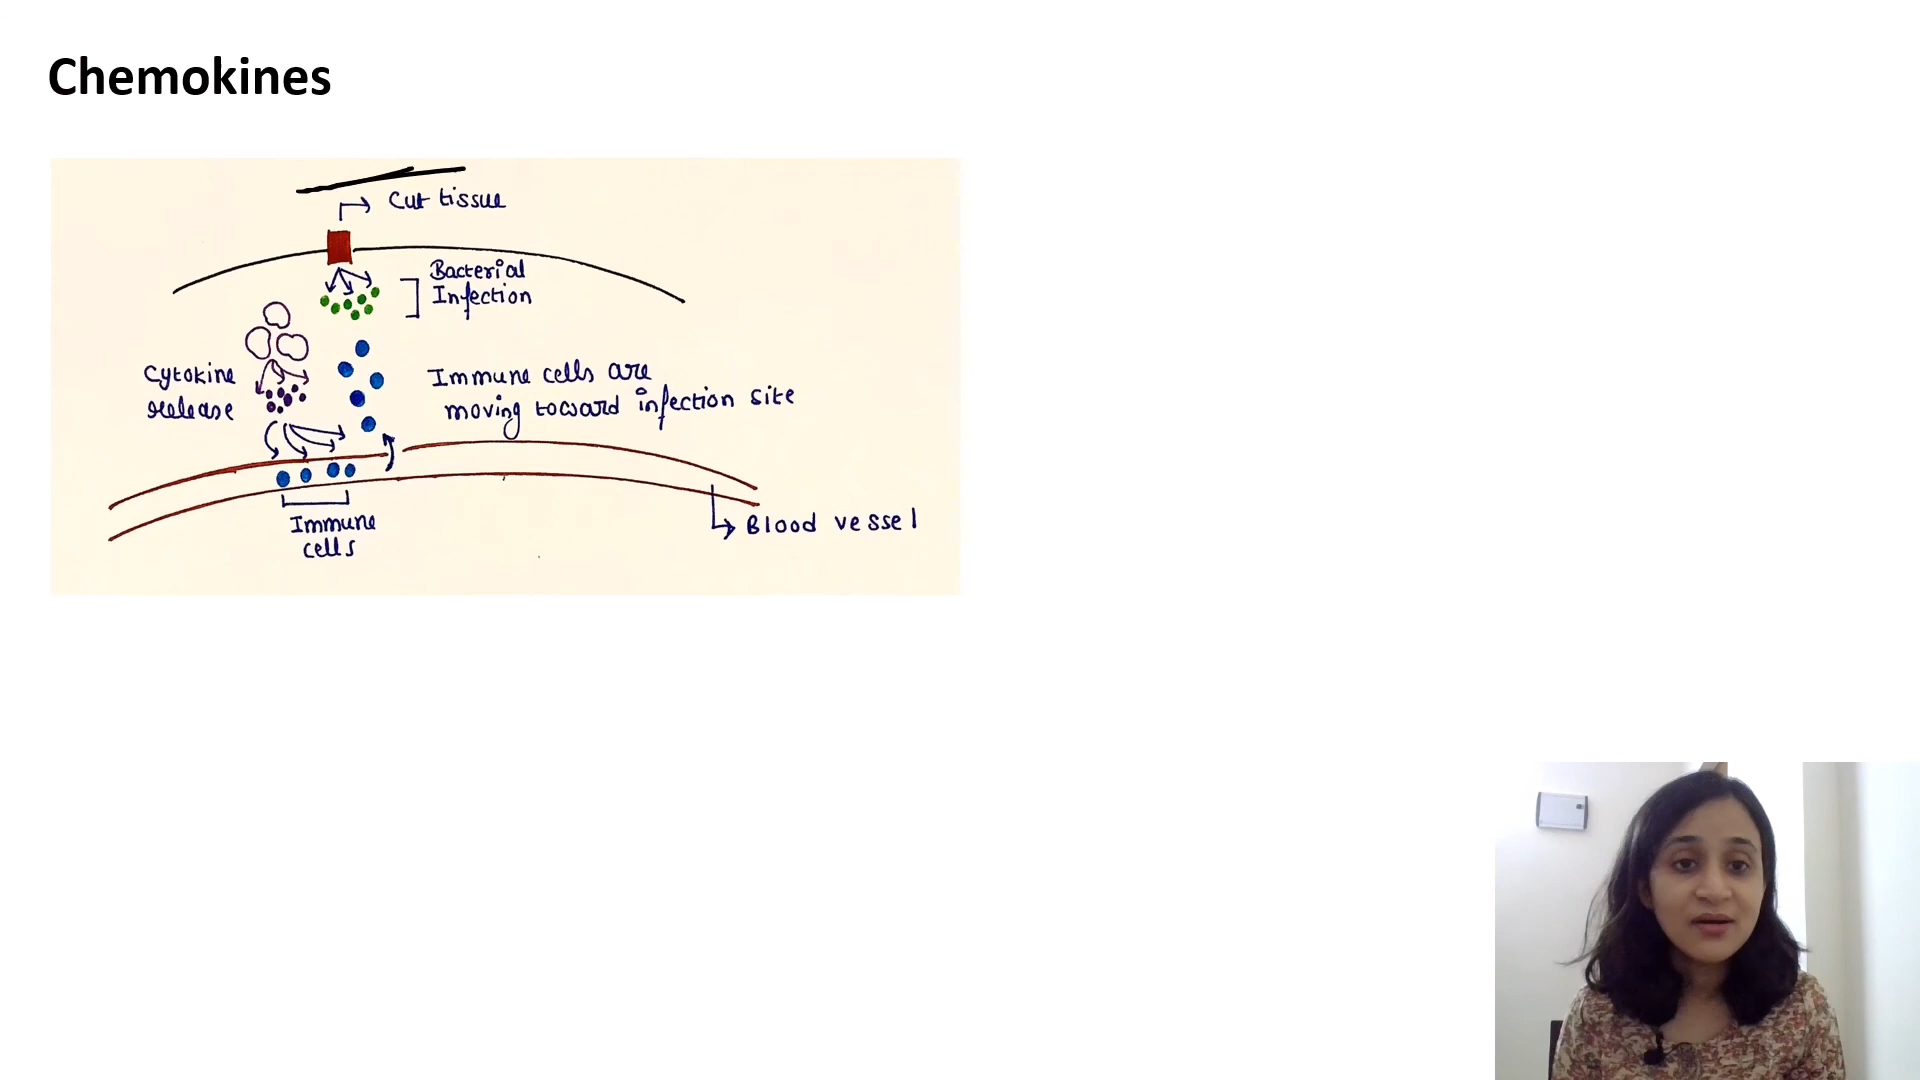 Chemokines
Cut tissue
Bacterial
Infection
Cytokine
release
Immune cells are
moving toward infection site
Immune
cells
Blood vessel